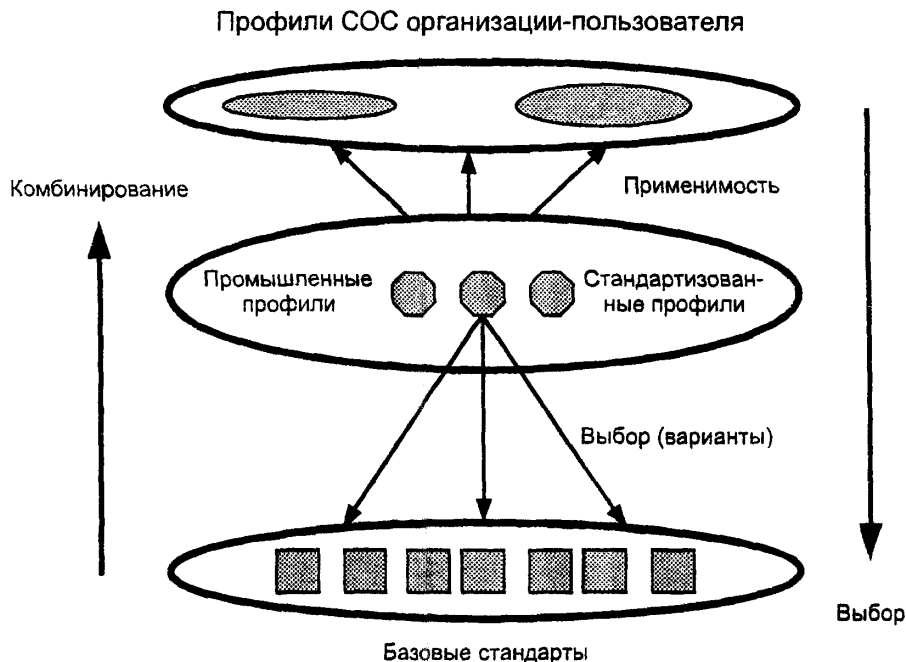 Профили СОС организации-пользователя
Комбинирование
Применимость
Промышленные
профили
Стандартизован-
ные профили
Выбор (варианты)
Выбор
Базовые стандарты